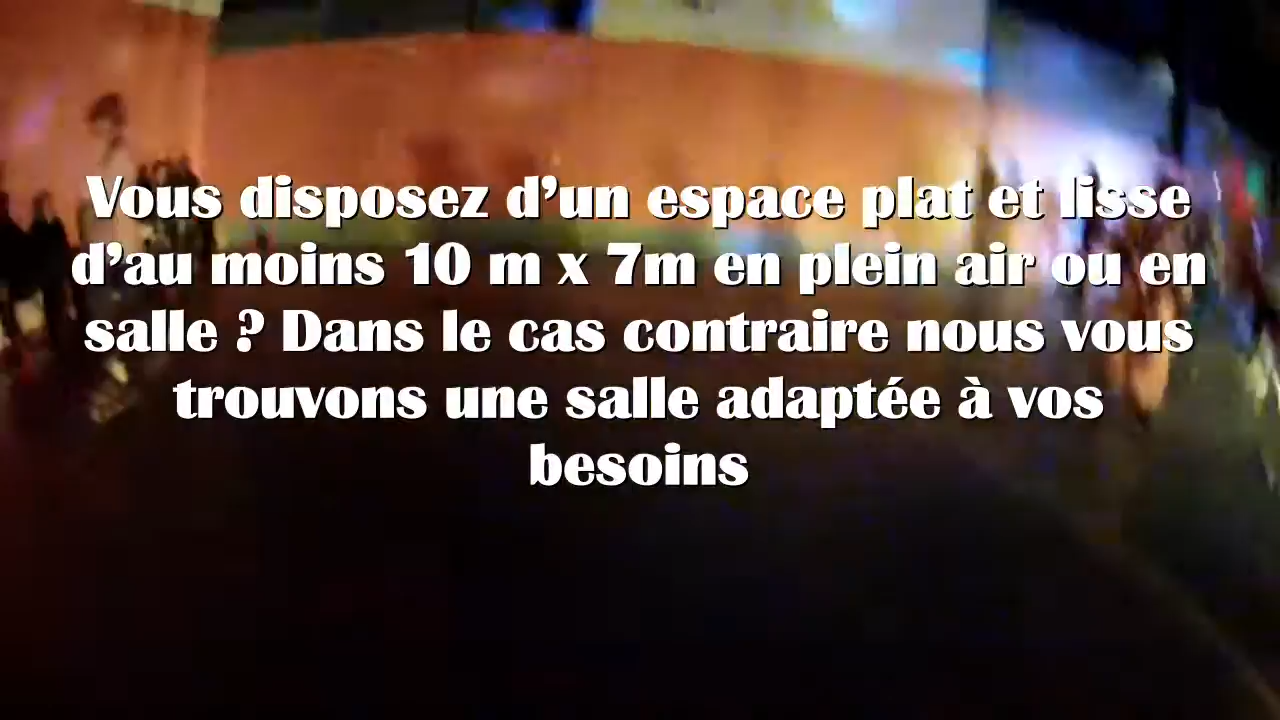 Vous disposez d’un espace plat et lisse
d’au moins 10 m x 7m en plein air ou en
salle ? Dans le cas contraire nous vous
trouvons une salle adaptée à vos
besoins